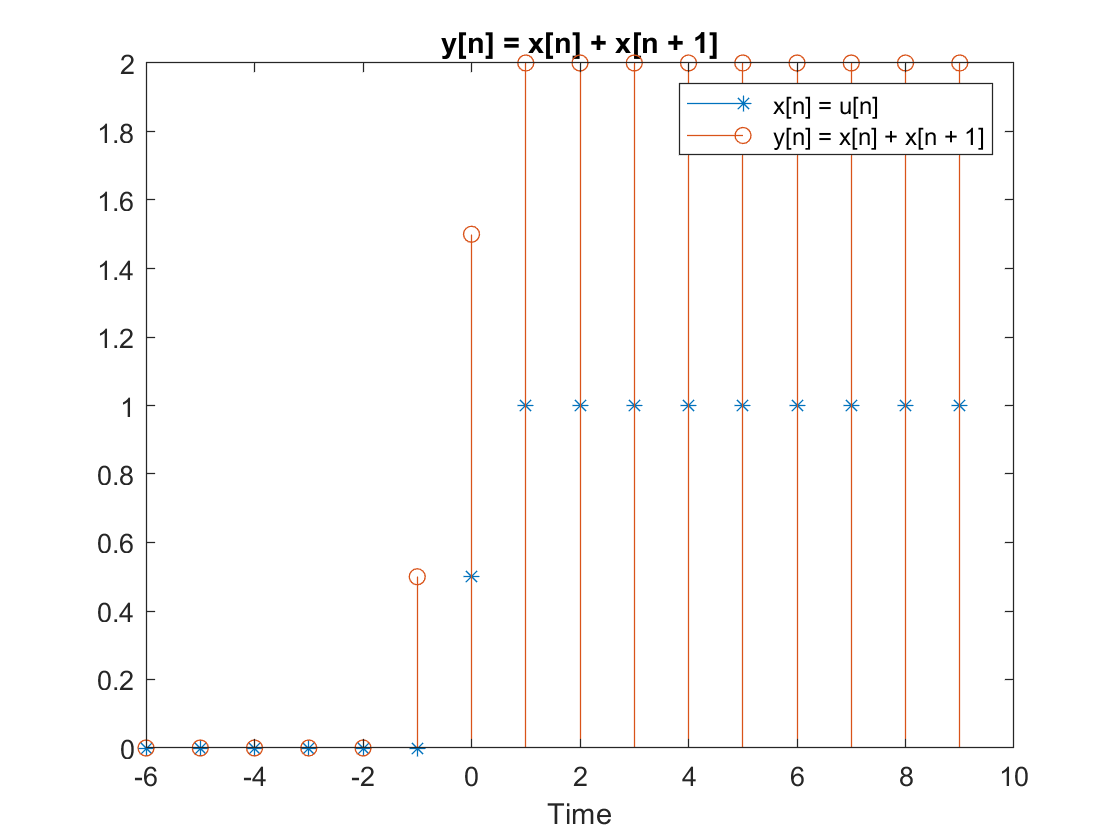 y[n] = x[n] + x[n + 1]
2
1.8
1.6
1.4
1.2
1
0.8
0.6
0.4
0.2
0
x[n] = u[n]
y[n] = x[n] + x[n + 1]
-6 -4 -2 0 2 4 6 8 10
Time